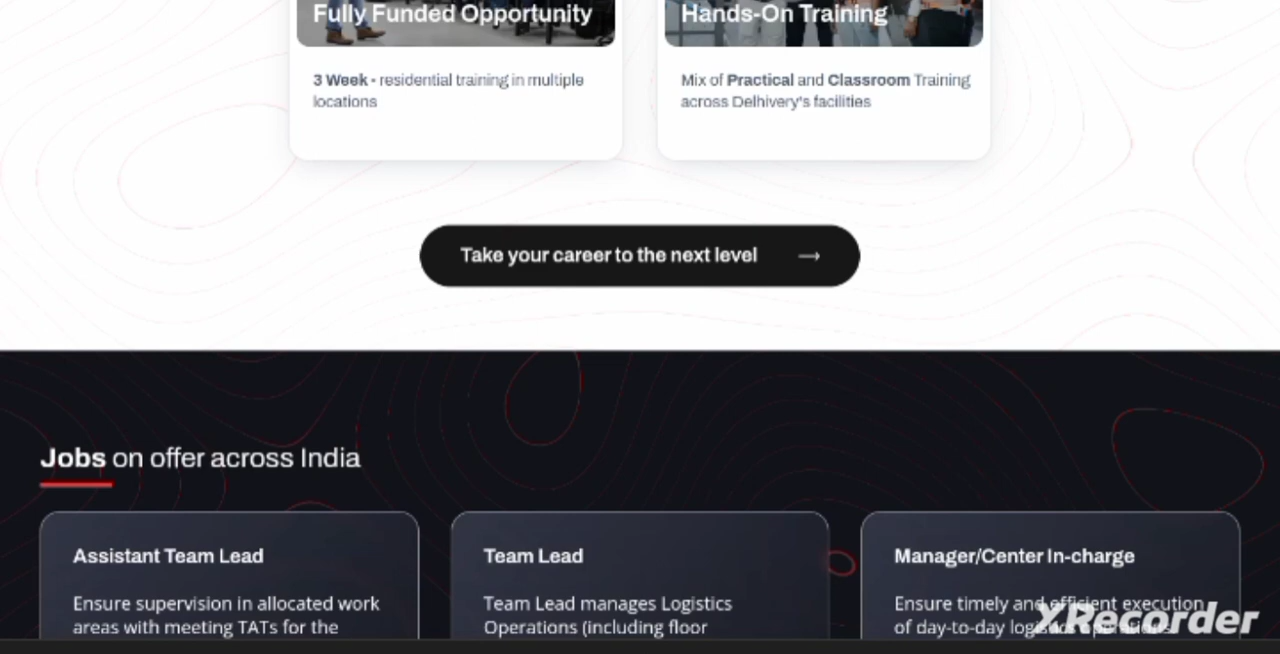 Fully Funded Opportunity
Hands-On Training
3 Week - residential training in multiple
locations
Mix of Practical and Classroom Training
across Delhivery's facilities
Take your career to the next level →
Jobs on offer across India
Assistant Team Lead
Ensure supervision in allocated work
areas with meeting TATs for the
Team Lead
Team Lead manages Logistics
Operations (including floor
Manager/Center In-charge
Ensure timely and efficient execution
of day-to-day logistics operations.
XRecorder